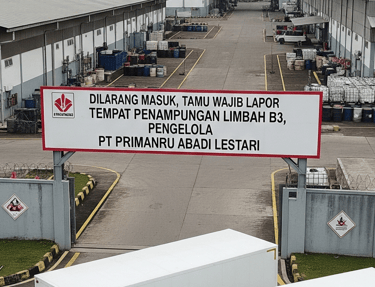 DILARANG MASUK, TAMU WAJIB LAPOR
TEMPAT PENAMPUNGAN LIMBAH B3,
PENGELOLA
PT PRIMANRU ABADI LESTARI